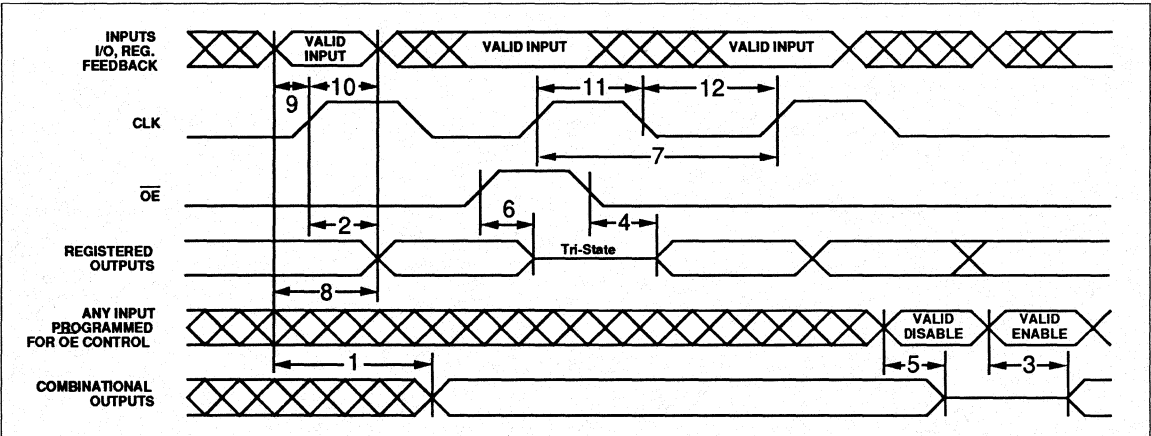 INPUTS
I/O, REG.
FEEDBACK
VALID
INPUT
VALID INPUT
VALID INPUT
9
10
11
12
CLK
7
OE
2
6
4
REGISTERED
OUTPUTS
Tri-State
8
ANY INPUT
PROGRAMMED
FOR OE CONTROL
VALID
DISABLE
VALID
ENABLE
1
5
3
COMBINATIONAL
OUTPUTS